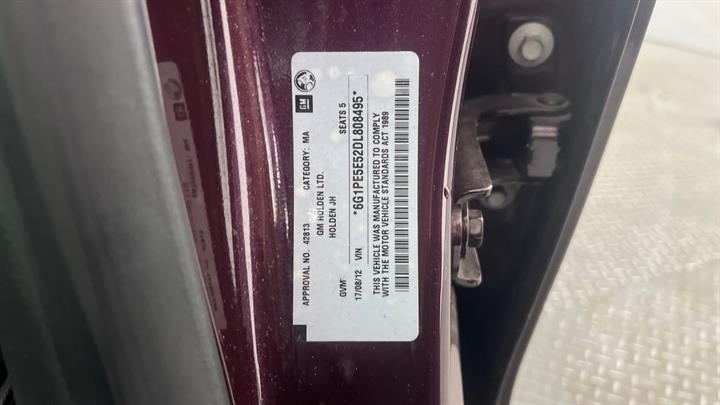 GM
APPROVAL NO. 42813 CATEGORY: MA
GM HOLDEN LTD.
HOLDEN JH
GVM SEATS 5
17/08/12 VIN *6G1PE5E52DL808495*
THIS VEHICLE WAS MANUFACTURED TO COMPLY
WITH THE MOTOR VEHICLE STANDARDS ACT 1989